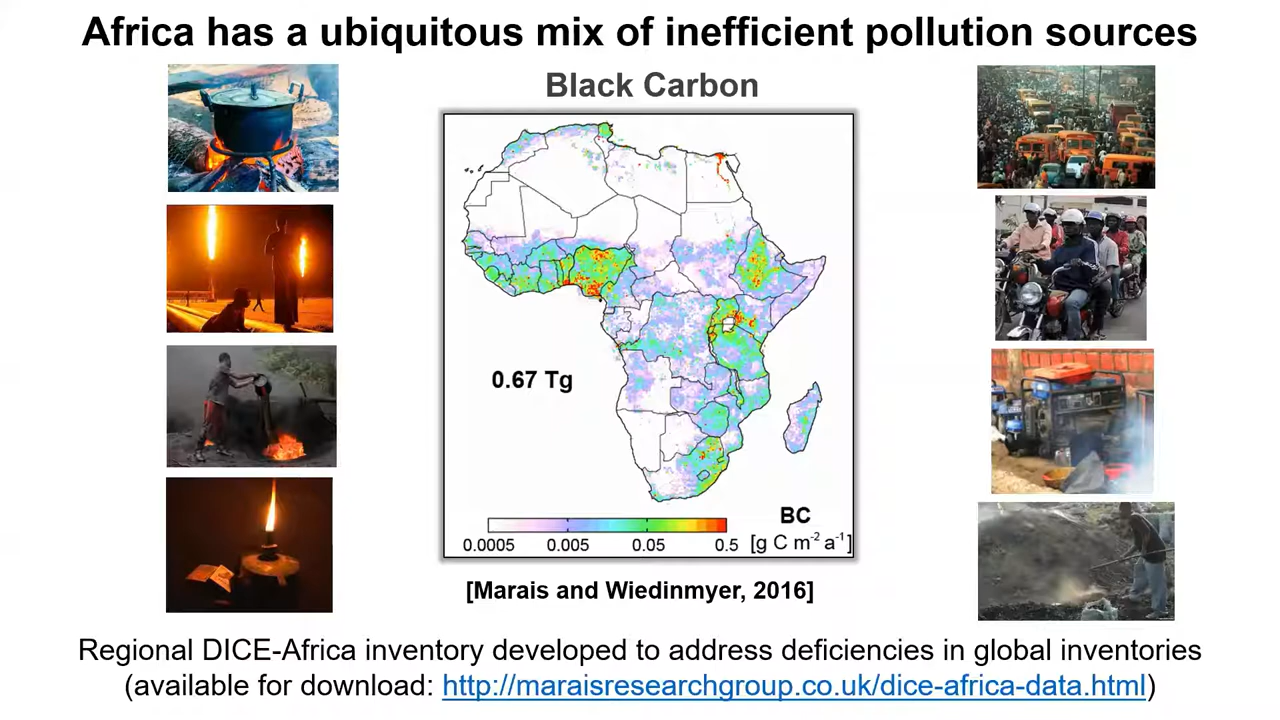 Africa has a ubiquitous mix of inefficient pollution sources
Black Carbon
0.67 Tg
BC
0.0005 0.005 0.05 0.5 [g C m-2 a-1]
[Marais and Wiedinmyer, 2016]
Regional DICE-Africa inventory developed to address deficiencies in global inventories
(available for download: http://maraisresearchgroup.co.uk/dice-africa-data.html)